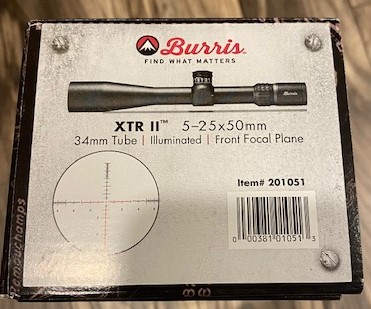 Burris
FIND WHAT MATTERS
Burris
XTR II™ 5–25x50mm
34mm Tube | Illuminated | Front Focal Plane
Item# 201051
0 00381 01051 3